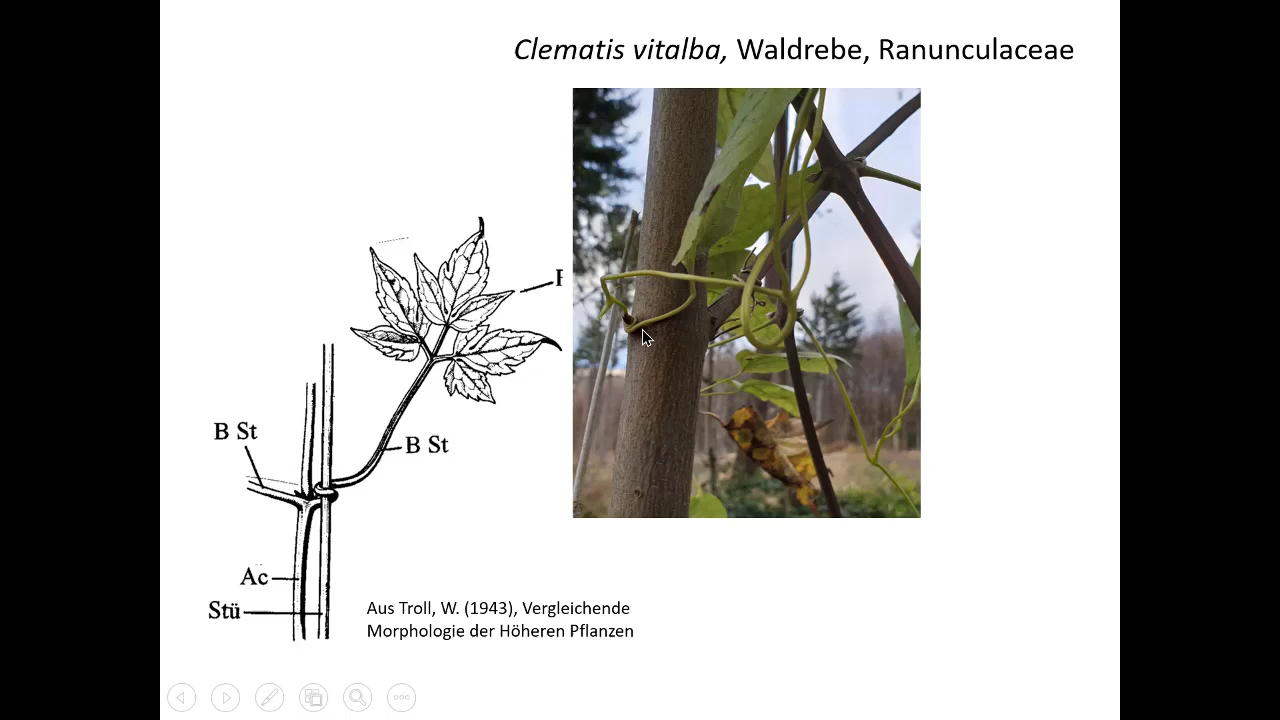 Clematis vitalba, Waldrebe, Ranunculaceae
B St
B St
Ac
Stü
Aus Troll, W. (1943), Vergleichende
Morphologie der Höheren Pflanzen